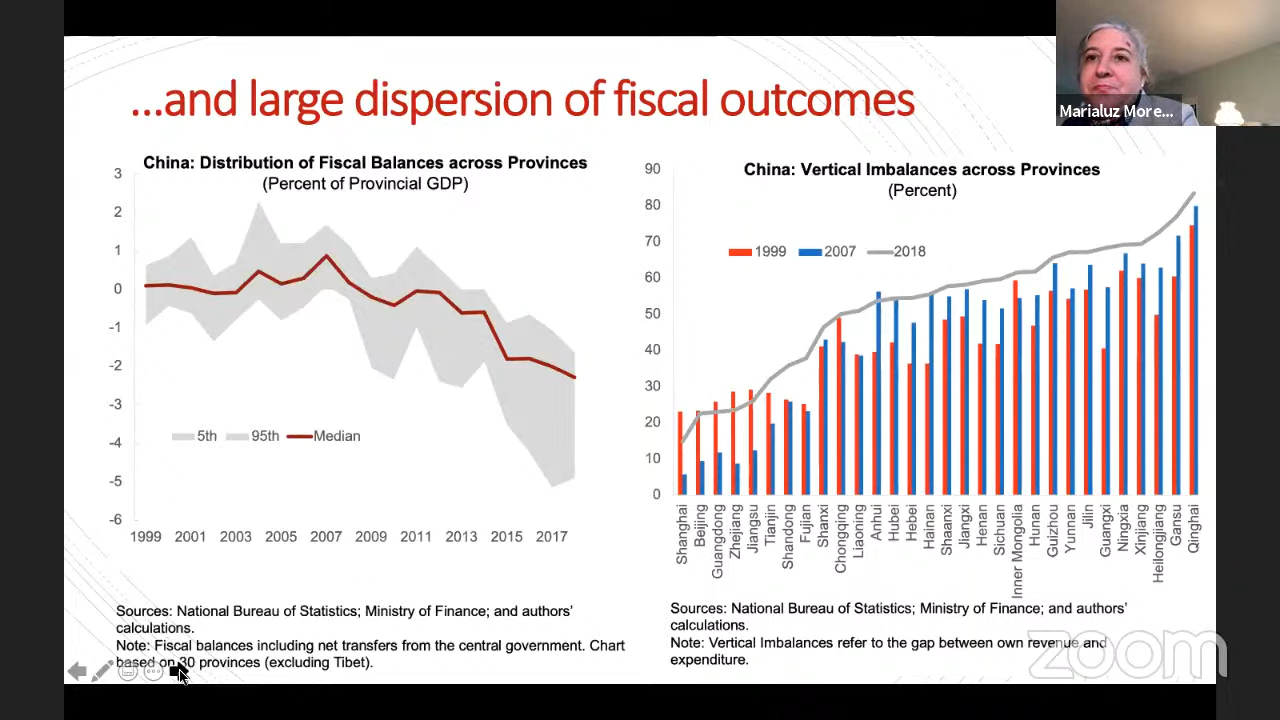 Marialuz More...
...and large dispersion of fiscal outcomes
China: Distribution of Fiscal Balances across Provinces
(Percent of Provincial GDP)
3
2
1
0
-1
-2
-3
-4
-5
-6
5th 95th Median
1999 2001 2003 2005 2007 2009 2011 2013 2015 2017
Sources: National Bureau of Statistics; Ministry of Finance; and authors'
calculations.
Note: Fiscal balances including net transfers from the central government. Chart
based on 30 provinces (excluding Tibet).
China: Vertical Imbalances across Provinces
(Percent)
90
80
70
60
50
40
30
20
10
0
1999 2007 2018
Shanghai
Beijing
Guangdong
Zhejiang
Jiangsu
Tianjin
Shandong
Fujian
Shanxi
Chongqing
Liaoning
Anhui
Hubei
Hebei
Hainan
Shaanxi
Jiangxi
Henan
Sichuan
Inner Mongolia
Hunan
Guizhou
Yunnan
Jilin
Guangxi
Ningxia
Xinjiang
Heilongjiang
Gansu
Qinghai
Sources: National Bureau of Statistics; Ministry of Finance; and authors'
calculations.
Note: Vertical Imbalances refer to the gap between own revenue and
expenditure.
zoom